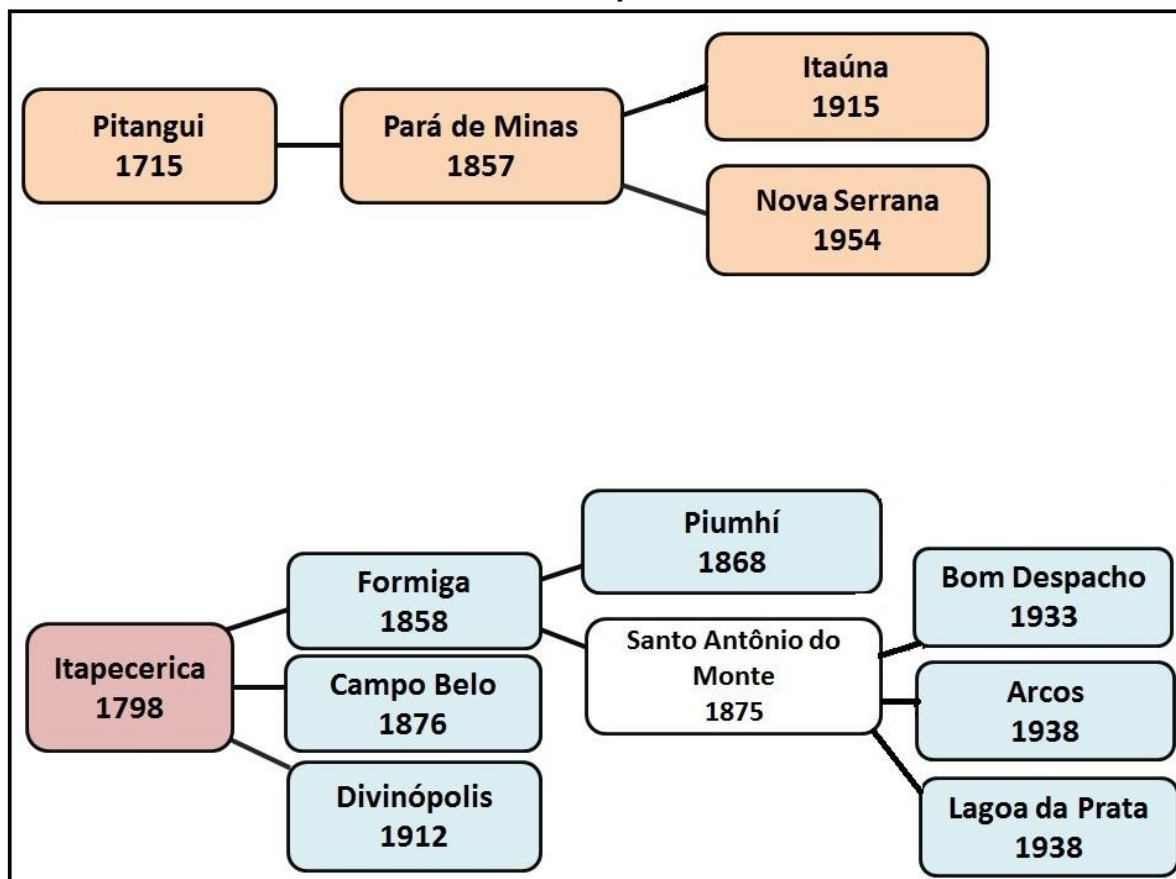 Itaúna
1915
Pitangui
1715
Pará de Minas
1857
Nova Serrana
1954
Piumhí
1868
Formiga
1858
Bom Despacho
1933
Santo Antônio do
Monte
1875
Itapecerica
1798
Campo Belo
1876
Arcos
1938
Divinópolis
1912
Lagoa da Prata
1938